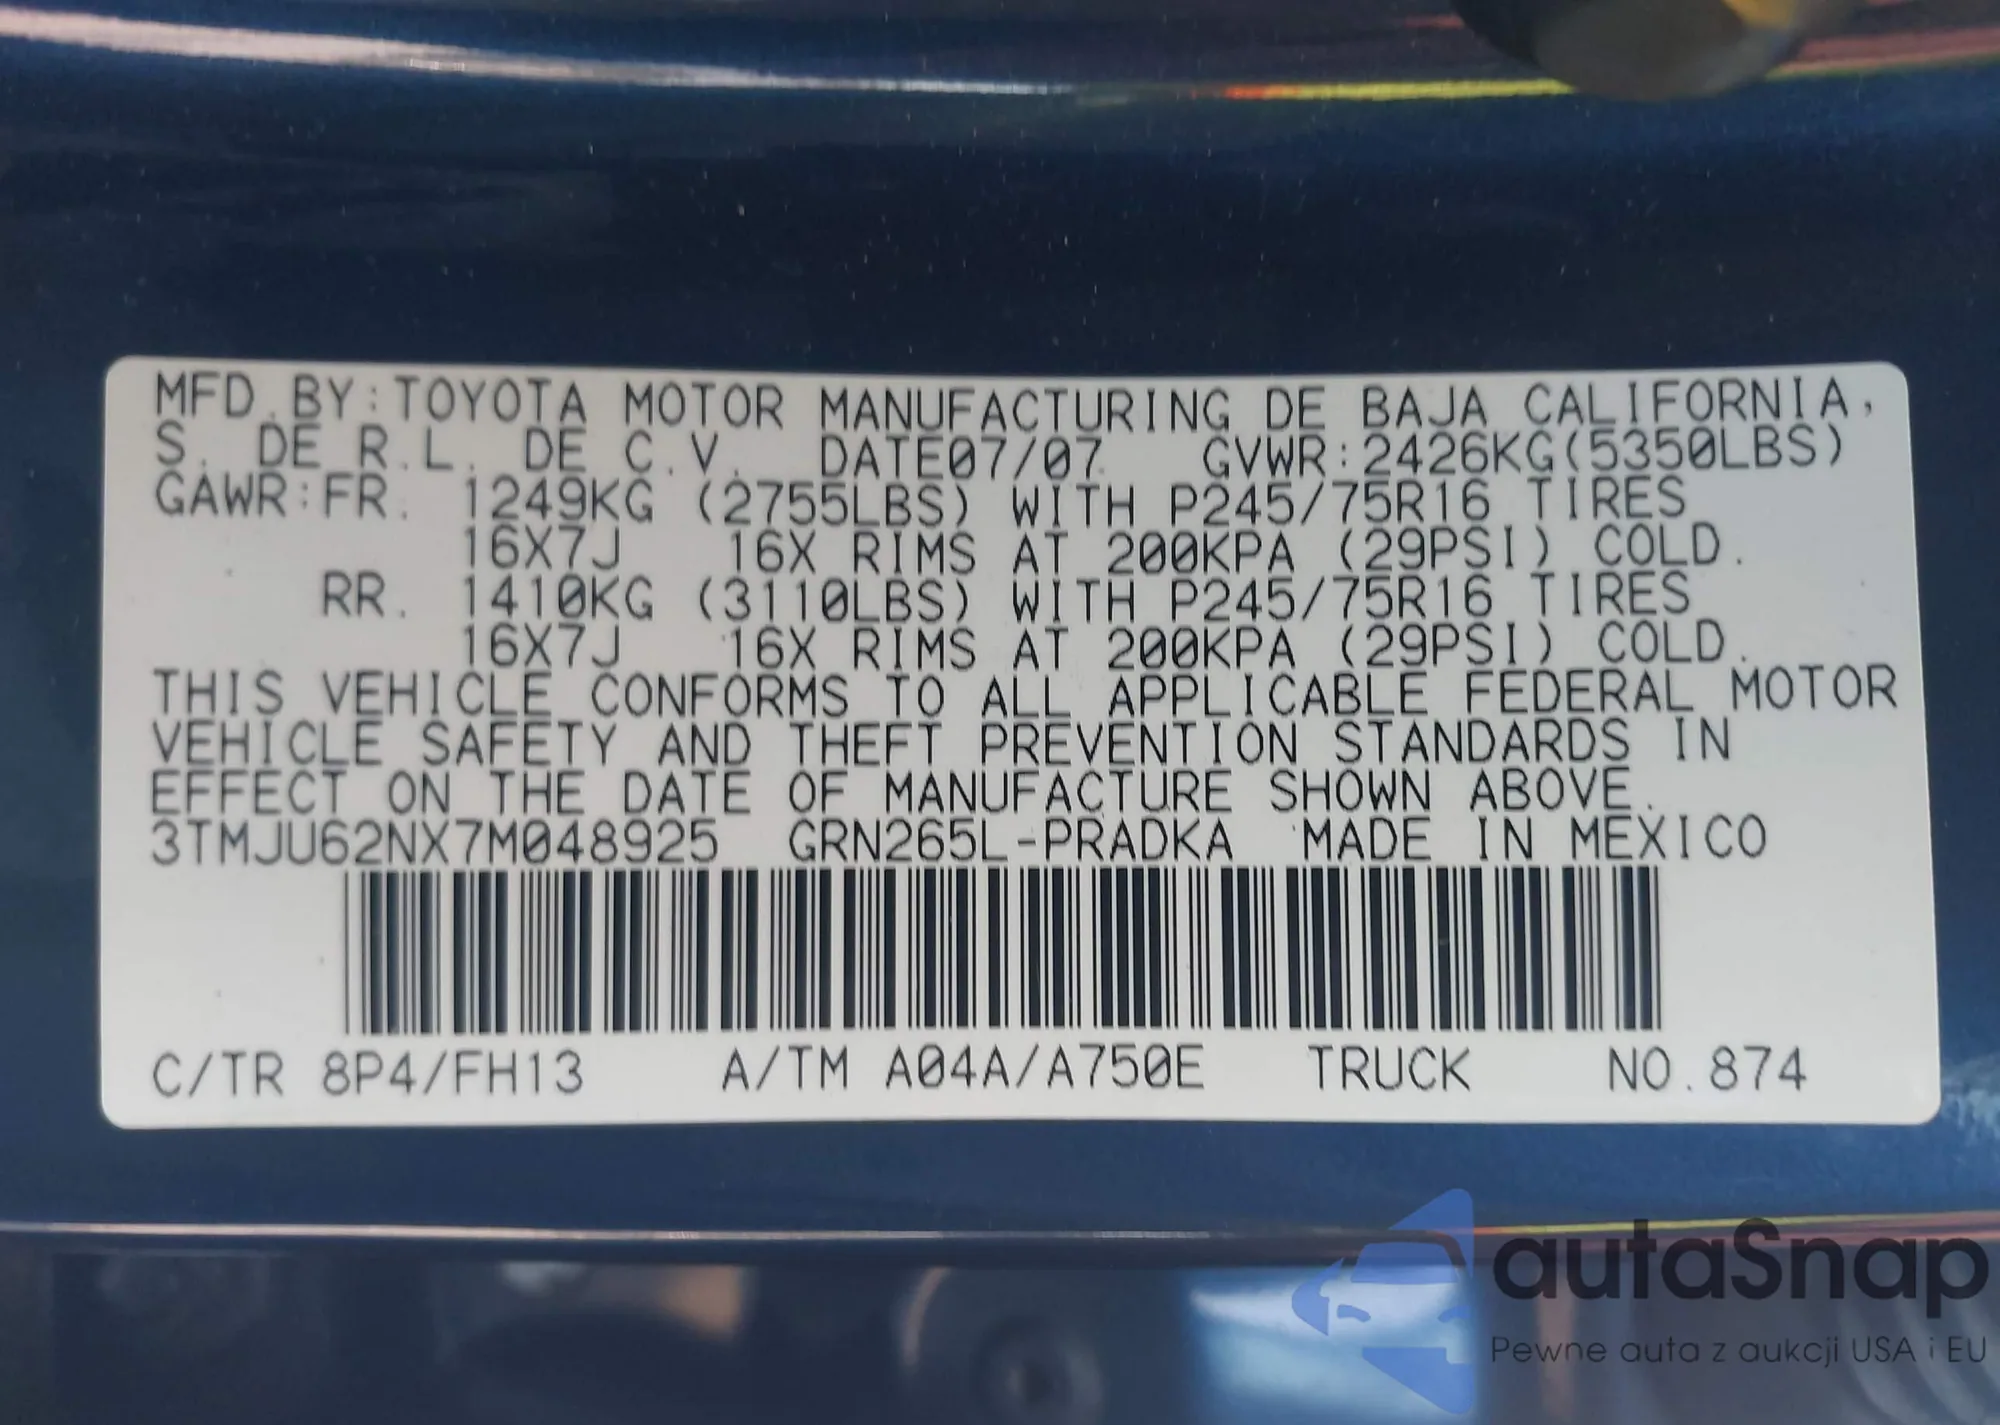 MFD.BY:TOYOTA MOTOR MANUFACTURING DE BAJA CALIFORNIA,
S. DE R.L. DE C.V. DATE07/07 GVWR:2426KG(5350LBS)
GAWR:FR. 1249KG (2755LBS) WITH P245/75R16 TIRES
16X7J 16X RIMS AT 200KPA (29PSI) COLD.
RR. 1410KG (3110LBS) WITH P245/75R16 TIRES
16X7J 16X RIMS AT 200KPA (29PSI) COLD.
THIS VEHICLE CONFORMS TO ALL APPLICABLE FEDERAL MOTOR
VEHICLE SAFETY AND THEFT PREVENTION STANDARDS IN
EFFECT ON THE DATE OF MANUFACTURE SHOWN ABOVE.
3TMJU62NX7M048925 GRN265L-PRADKA MADE IN MEXICO
C/TR 8P4/FH13 A/TM A04A/A750E TRUCK NO.874
autaSnap
Pewne auta z aukcji USA i EU